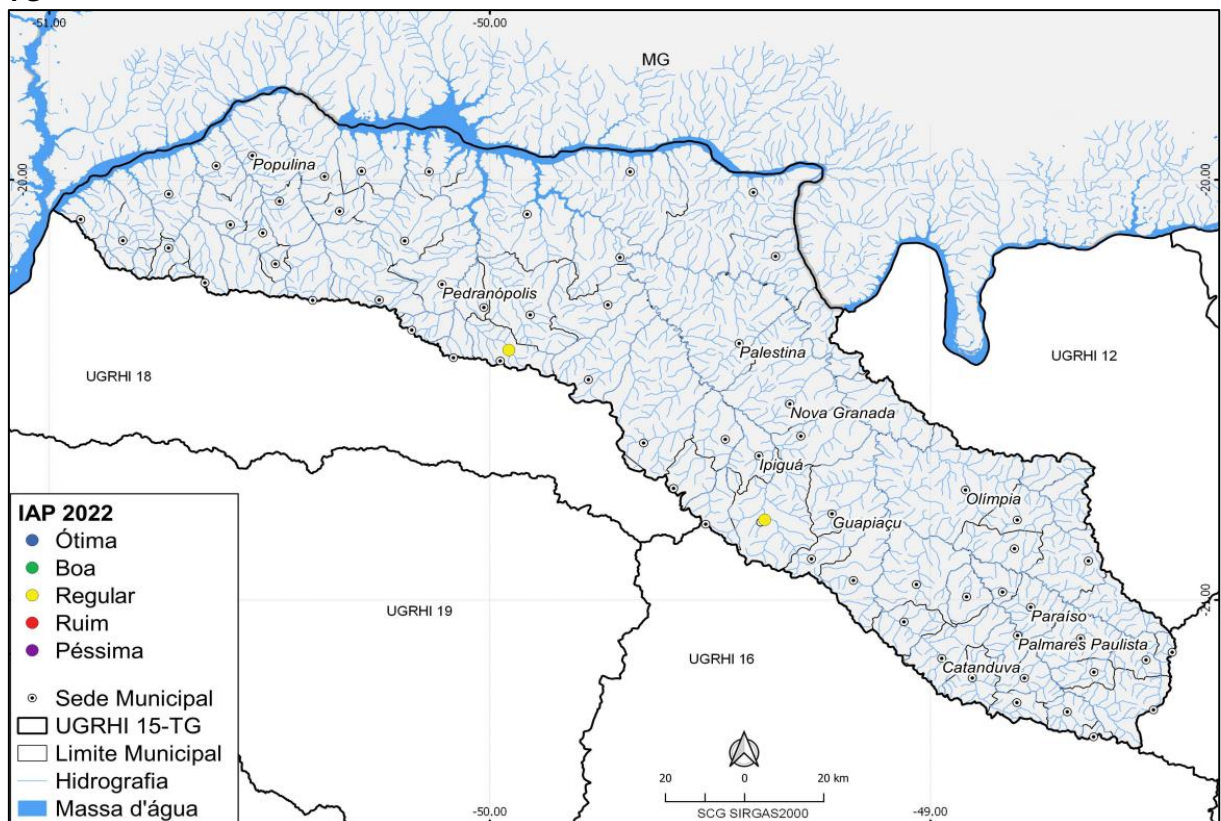 -51.00
-50.00
MG
-20.00
-20.00
Populina
Pedranópolis
Palestina
UGRHI 12
UGRHI 18
Nova Granada
Ipiguá
Olímpia
Guapiaçu
IAP 2022
Ótima
Boa
Regular
Ruim
Péssima
Sede Municipal
UGRHI 15-TG
Limite Municipal
Hidrografia
Massa d'água
UGRHI 19
UGRHI 16
Paraíso
Palmares Paulista
Catanduva
20 0 20 km
SCG SIRGAS2000
-50.00
-49.00